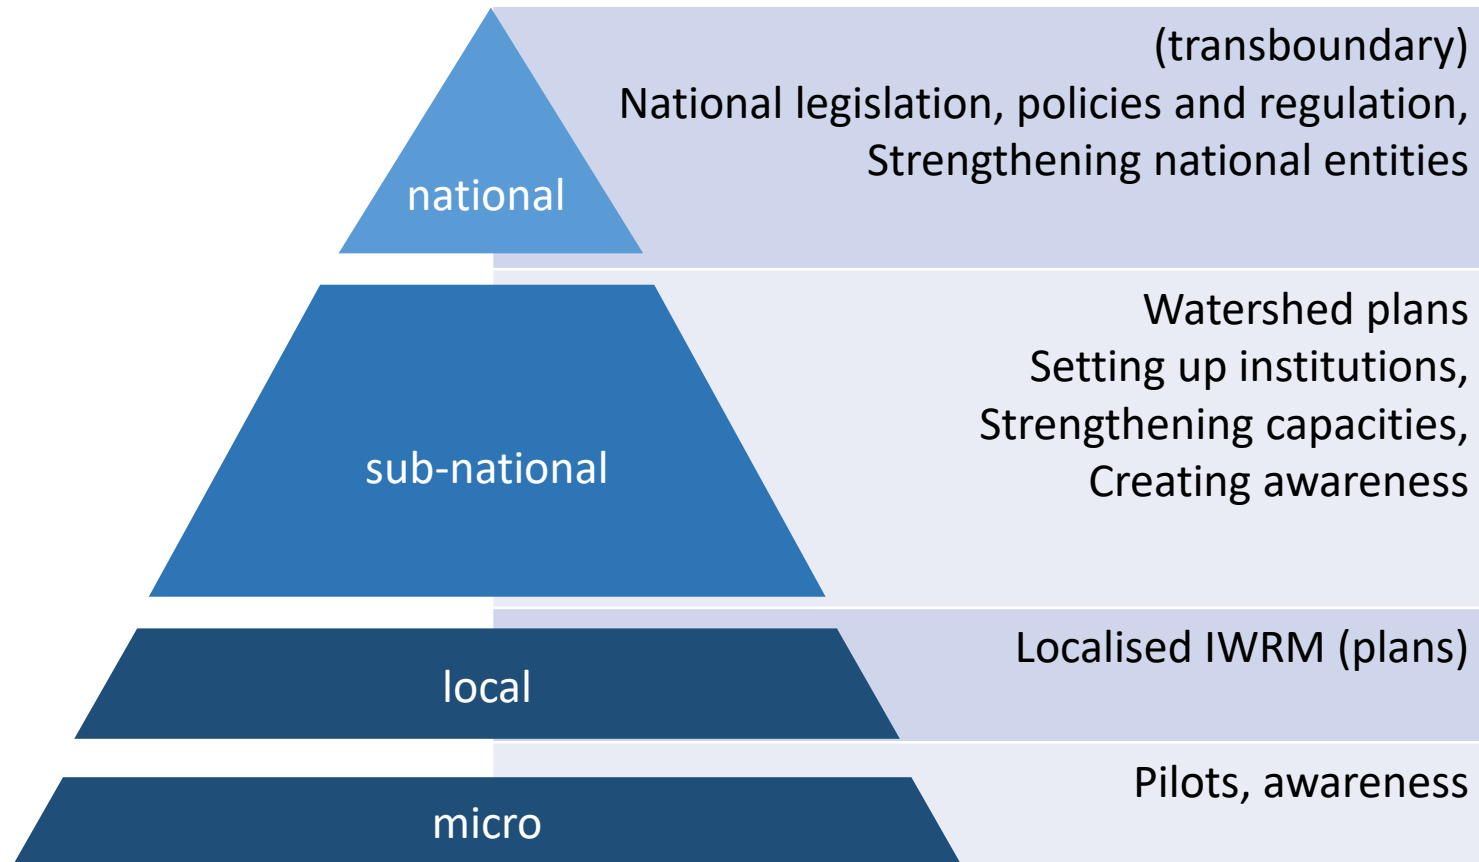 (transboundary)
National legislation, policies and regulation,
Strengthening national entities
national
Watershed plans
Setting up institutions,
Strengthening capacities,
Creating awareness
sub-national
Localised IWRM (plans)
local
Pilots, awareness
micro